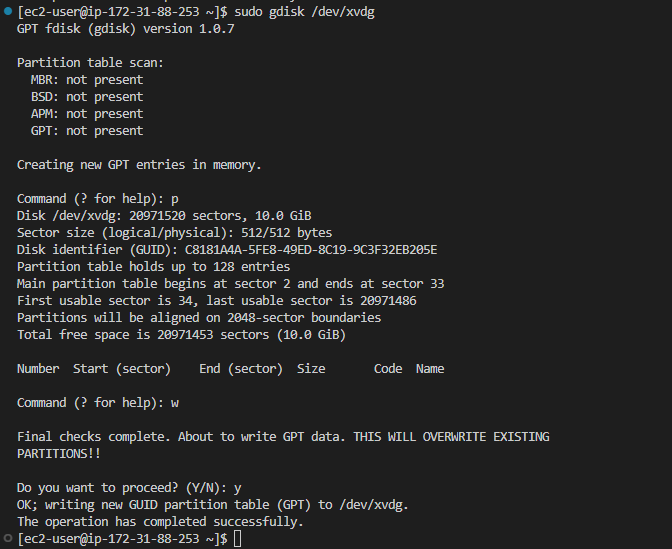 [ec2-user@ip-172-31-88-253 ~]$ sudo gdisk /dev/xvdg
GPT fdisk (gdisk) version 1.0.7
Partition table scan:
  MBR: not present
  BSD: not present
  APM: not present
  GPT: not present
Creating new GPT entries in memory.
Command (? for help): p
Disk /dev/xvdg: 20971520 sectors, 10.0 GiB
Sector size (logical/physical): 512/512 bytes
Disk identifier (GUID): C8181A4A-5FE8-49ED-8C19-9C3F32EB205E
Partition table holds up to 128 entries
Main partition table begins at sector 2 and ends at sector 33
First usable sector is 34, last usable sector is 20971486
Partitions will be aligned on 2048-sector boundaries
Total free space is 20971453 sectors (10.0 GiB)
Number  Start (sector)    End (sector)  Size       Code  Name
Command (? for help): w
Final checks complete. About to write GPT data. THIS WILL OVERWRITE EXISTING
PARTITIONS!!
Do you want to proceed? (Y/N): y
OK; writing new GUID partition table (GPT) to /dev/xvdg.
The operation has completed successfully.
[ec2-user@ip-172-31-88-253 ~]$